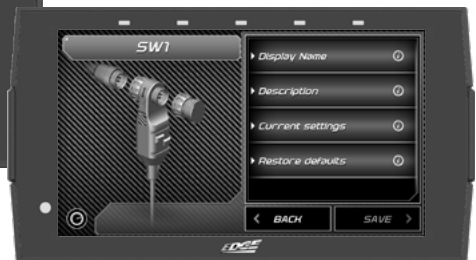 SW1
Display Name
Description
Current settings
Restore defaults
BACK
SAVE
EDGE